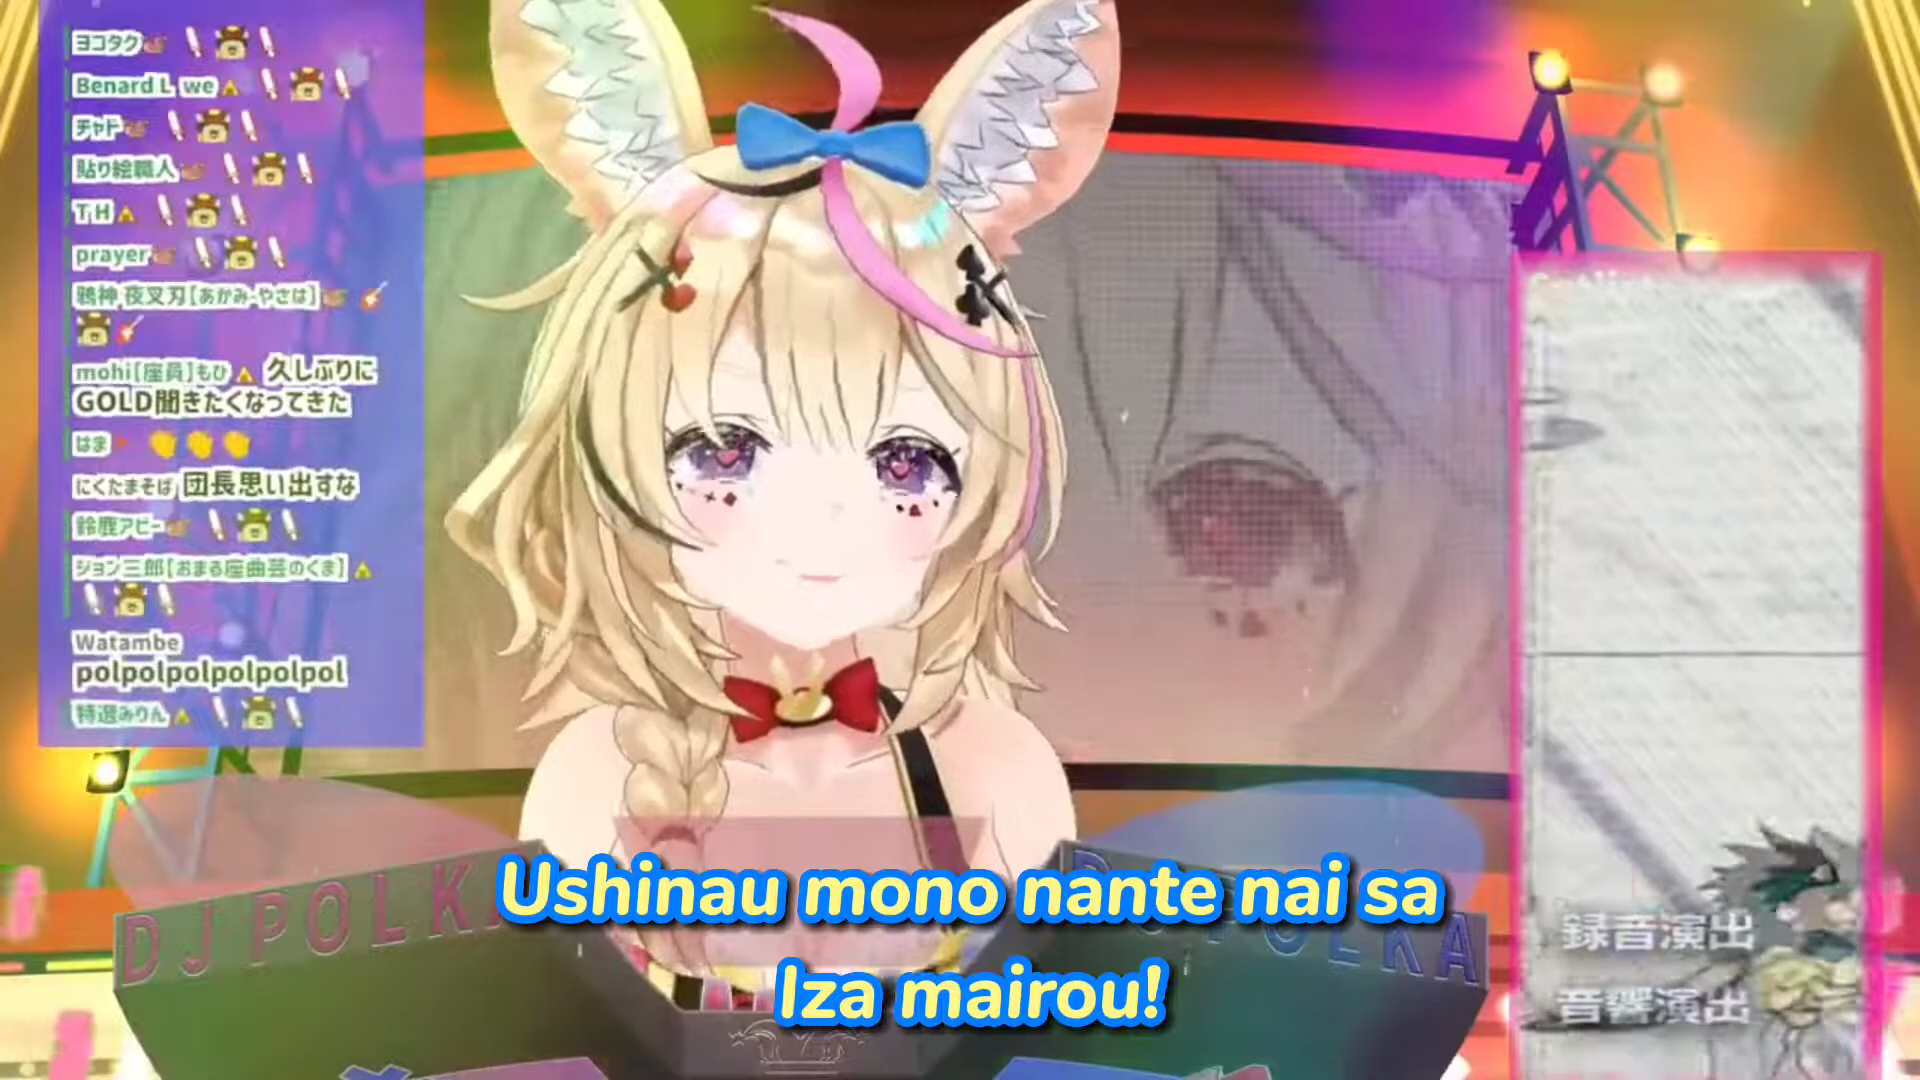 ヨコタク
Benard L we
チャド
貼り絵職人
T H
prayer
鴉神 夜叉刃【あかみ-やさは】
mohi【座員】もひ 久しぶりに
GOLD聞きたくなってきた
はま
にくたまそば 団長思い出すな
鈴鹿アビー
ジョン三郎【おまる座曲芸のくま】
Watambe
polpolpolpolpolpol
特選みりん
DJ POLKA
POLKA
Ushinau mono nante nai sa
Iza mairou!
録音演出
音響演出